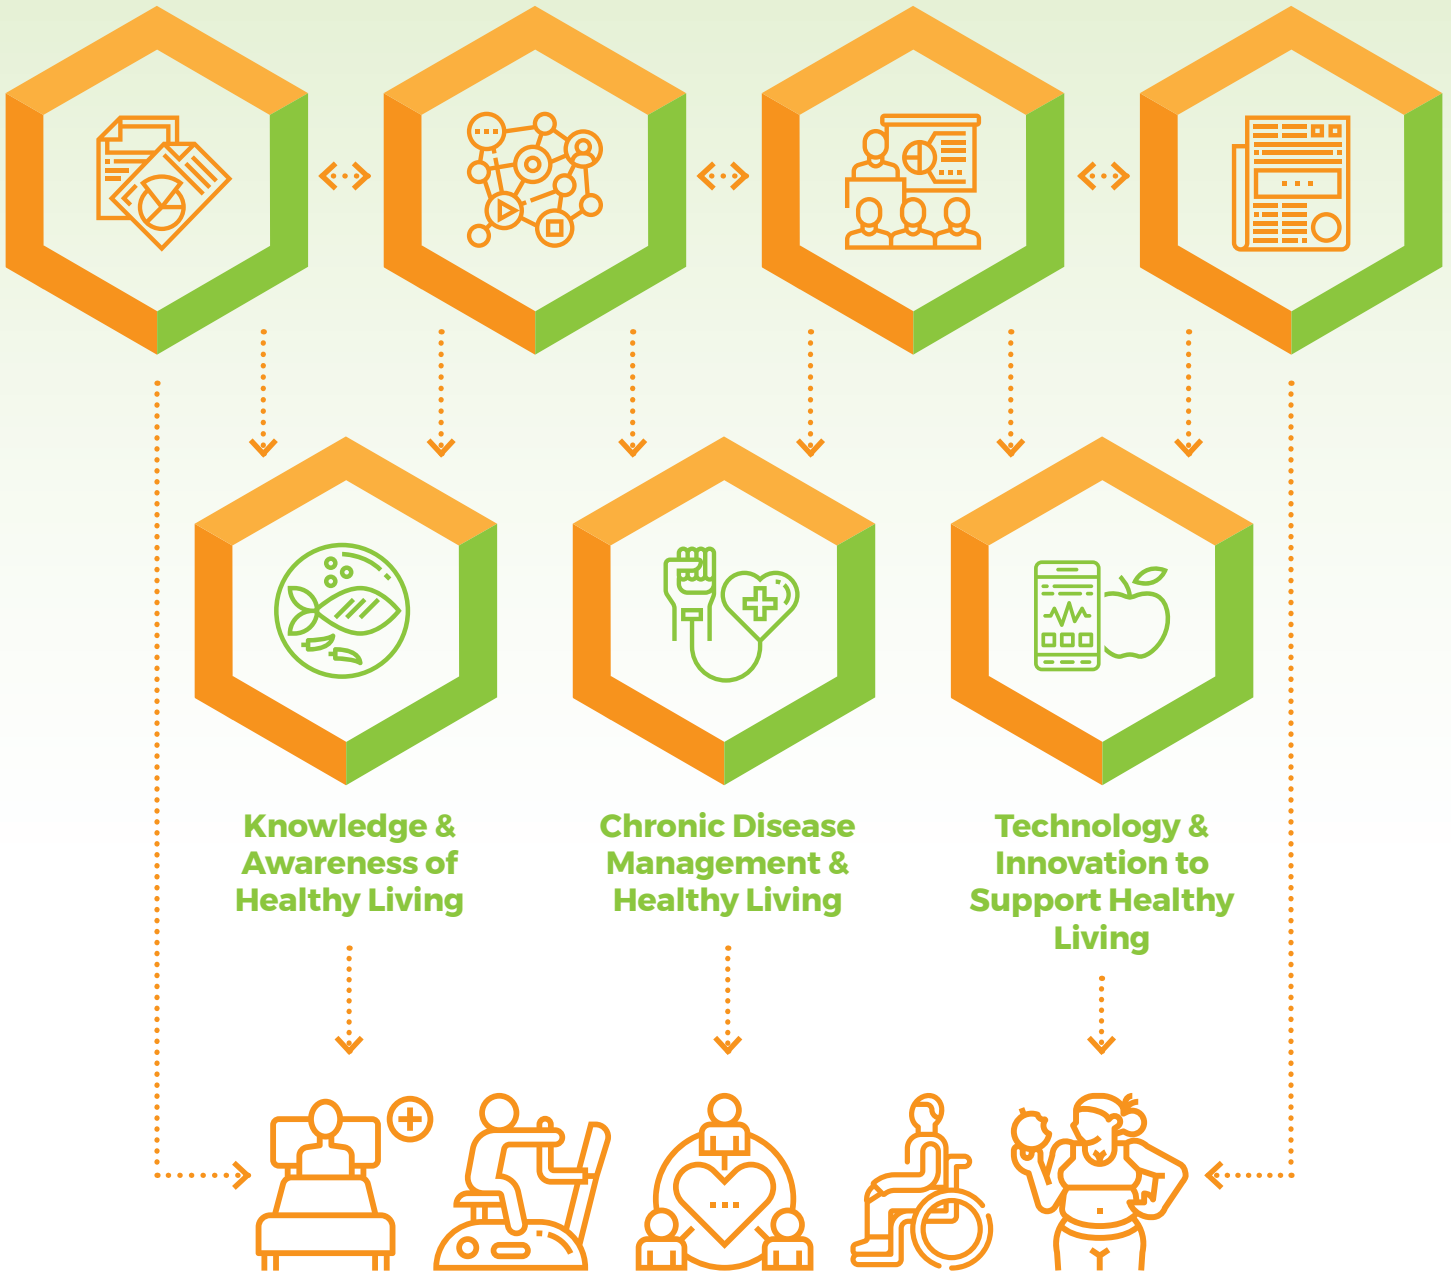 Knowledge &
Awareness of
Healthy Living
Chronic Disease
Management &
Healthy Living
Technology &
Innovation to
Support Healthy
Living